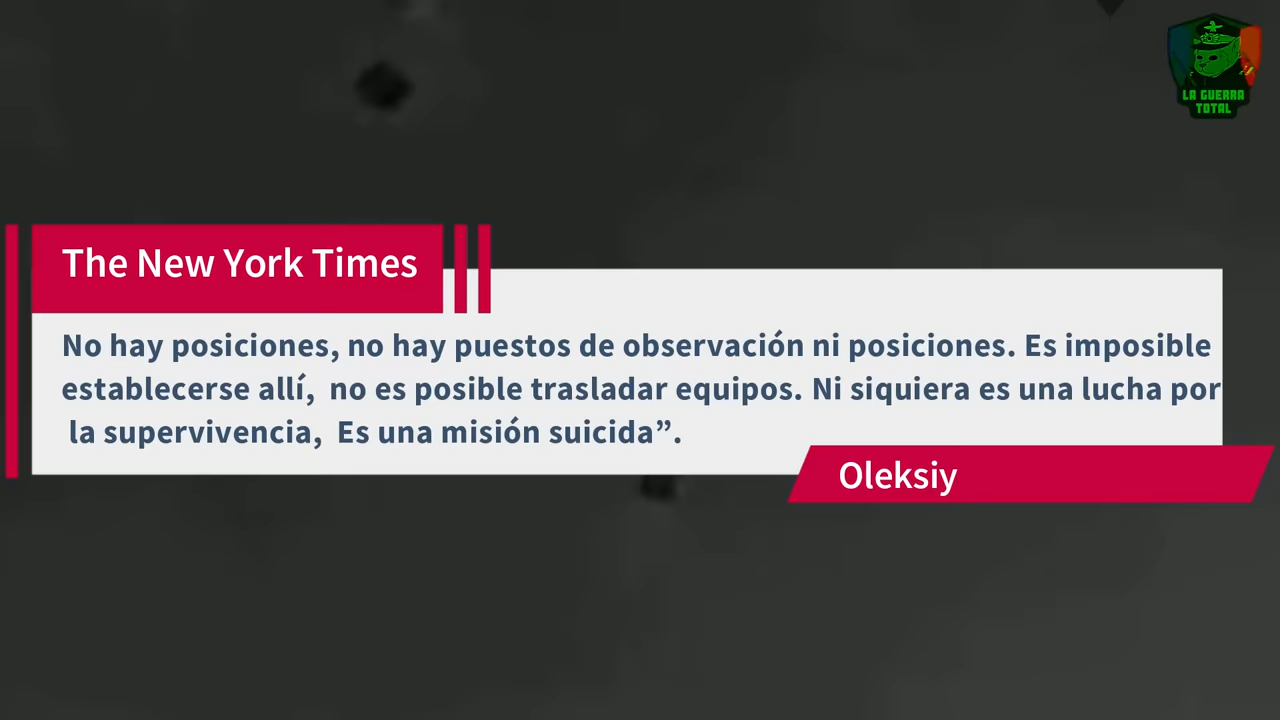 LA GUERRA
TOTAL
The New York Times
No hay posiciones, no hay puestos de observación ni posiciones. Es imposible
establecerse allí, no es posible trasladar equipos. Ni siquiera es una lucha por
la supervivencia, Es una misión suicida”.
Oleksiy